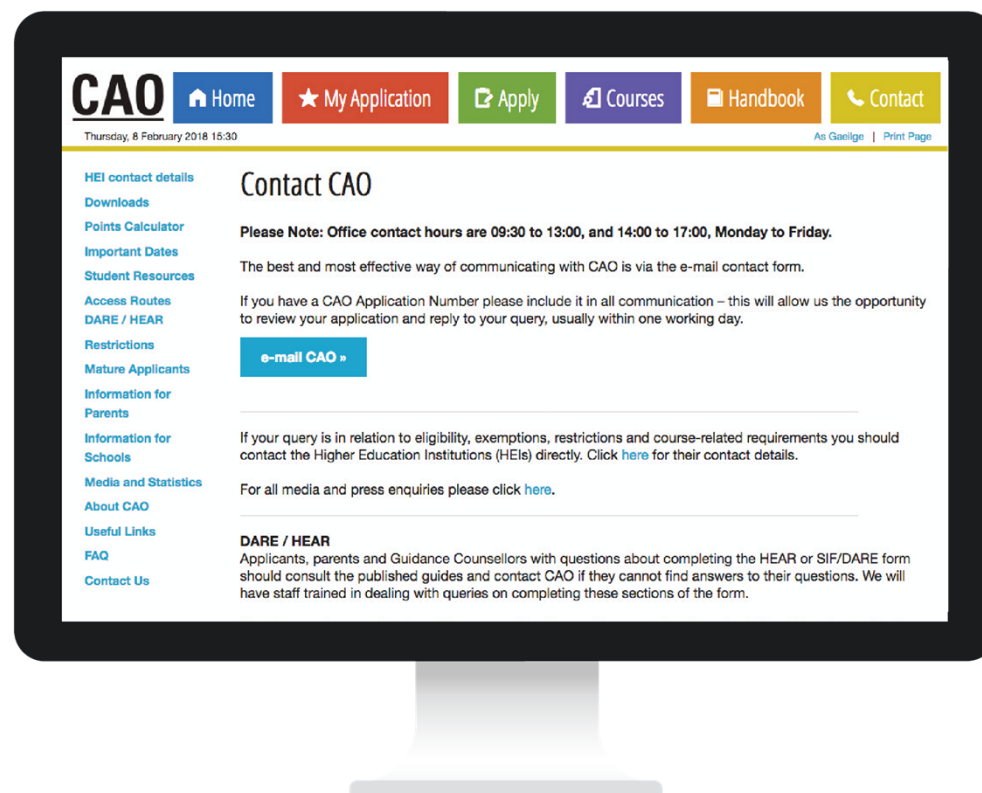 CAO
Home
My Application
Apply
Courses
Handbook
Contact
Thursday, 8 February 2018 15:30
As Gaeilge | Print Page
HEI contact details
Downloads
Points Calculator
Important Dates
Student Resources
Access Routes
DARE / HEAR
Restrictions
Mature Applicants
Information for
Parents
Information for
Schools
Media and Statistics
About CAO
Useful Links
FAQ
Contact Us
Contact CAO
Please Note: Office contact hours are 09:30 to 13:00, and 14:00 to 17:00, Monday to Friday.
The best and most effective way of communicating with CAO is via the e-mail contact form.
If you have a CAO Application Number please include it in all communication – this will allow us the opportunity
to review your application and reply to your query, usually within one working day.
e-mail CAO »
If your query is in relation to eligibility, exemptions, restrictions and course-related requirements you should
contact the Higher Education Institutions (HEIs) directly. Click here for their contact details.
For all media and press enquiries please click here.
DARE / HEAR
Applicants, parents and Guidance Counsellors with questions about completing the HEAR or SIF/DARE form
should consult the published guides and contact CAO if they cannot find answers to their questions. We will
have staff trained in dealing with queries on completing these sections of the form.